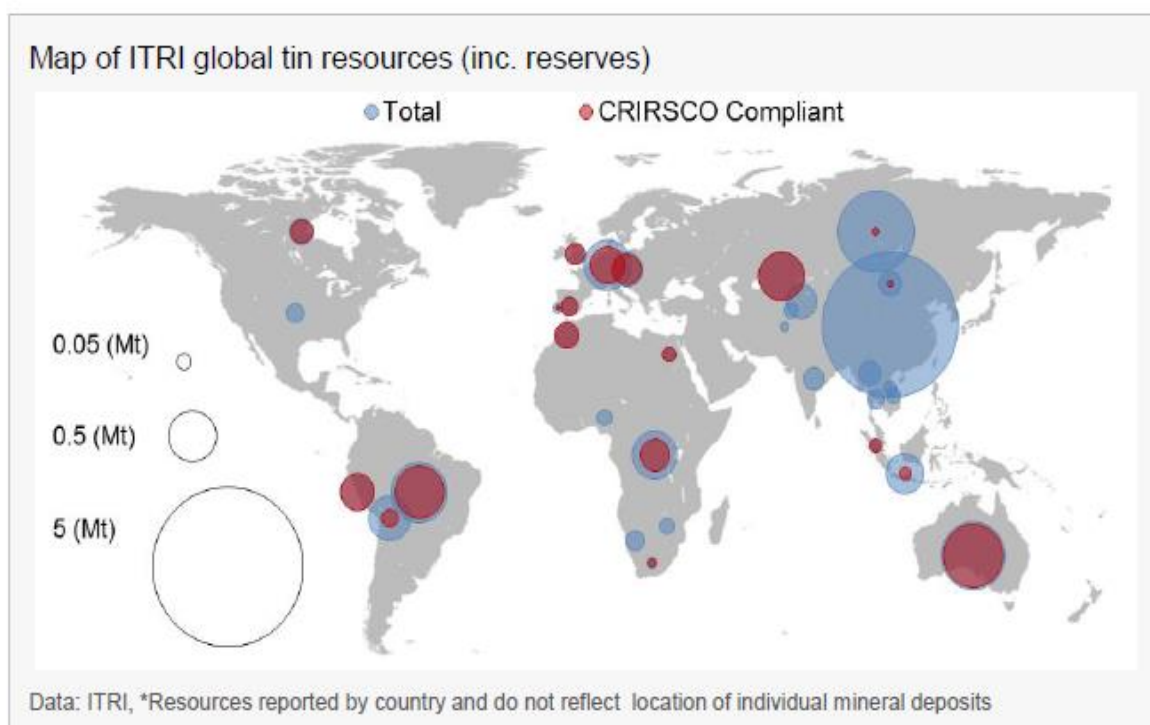 Map of ITRI global tin resources (inc. reserves)
Total CRIRSCO Compliant
0.05 (Mt)
0.5 (Mt)
5 (Mt)
Data: ITRI, *Resources reported by country and do not reflect location of individual mineral deposits